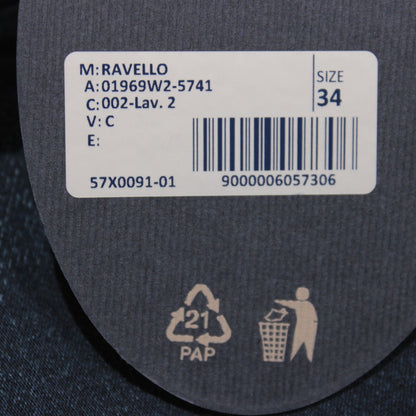 M: RAVELLO
A: 01969W2-5741
C: 002-Lav. 2
V: C
E:
SIZE
34
57X0091-01
9000006057306
21
PAP